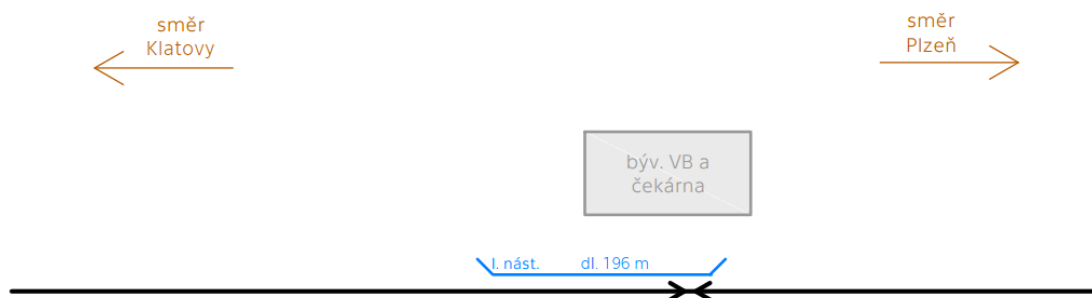 směr
Klatovy
směr
Plzeň
býv. VB a
čekárna
I. nást. dl. 196 m